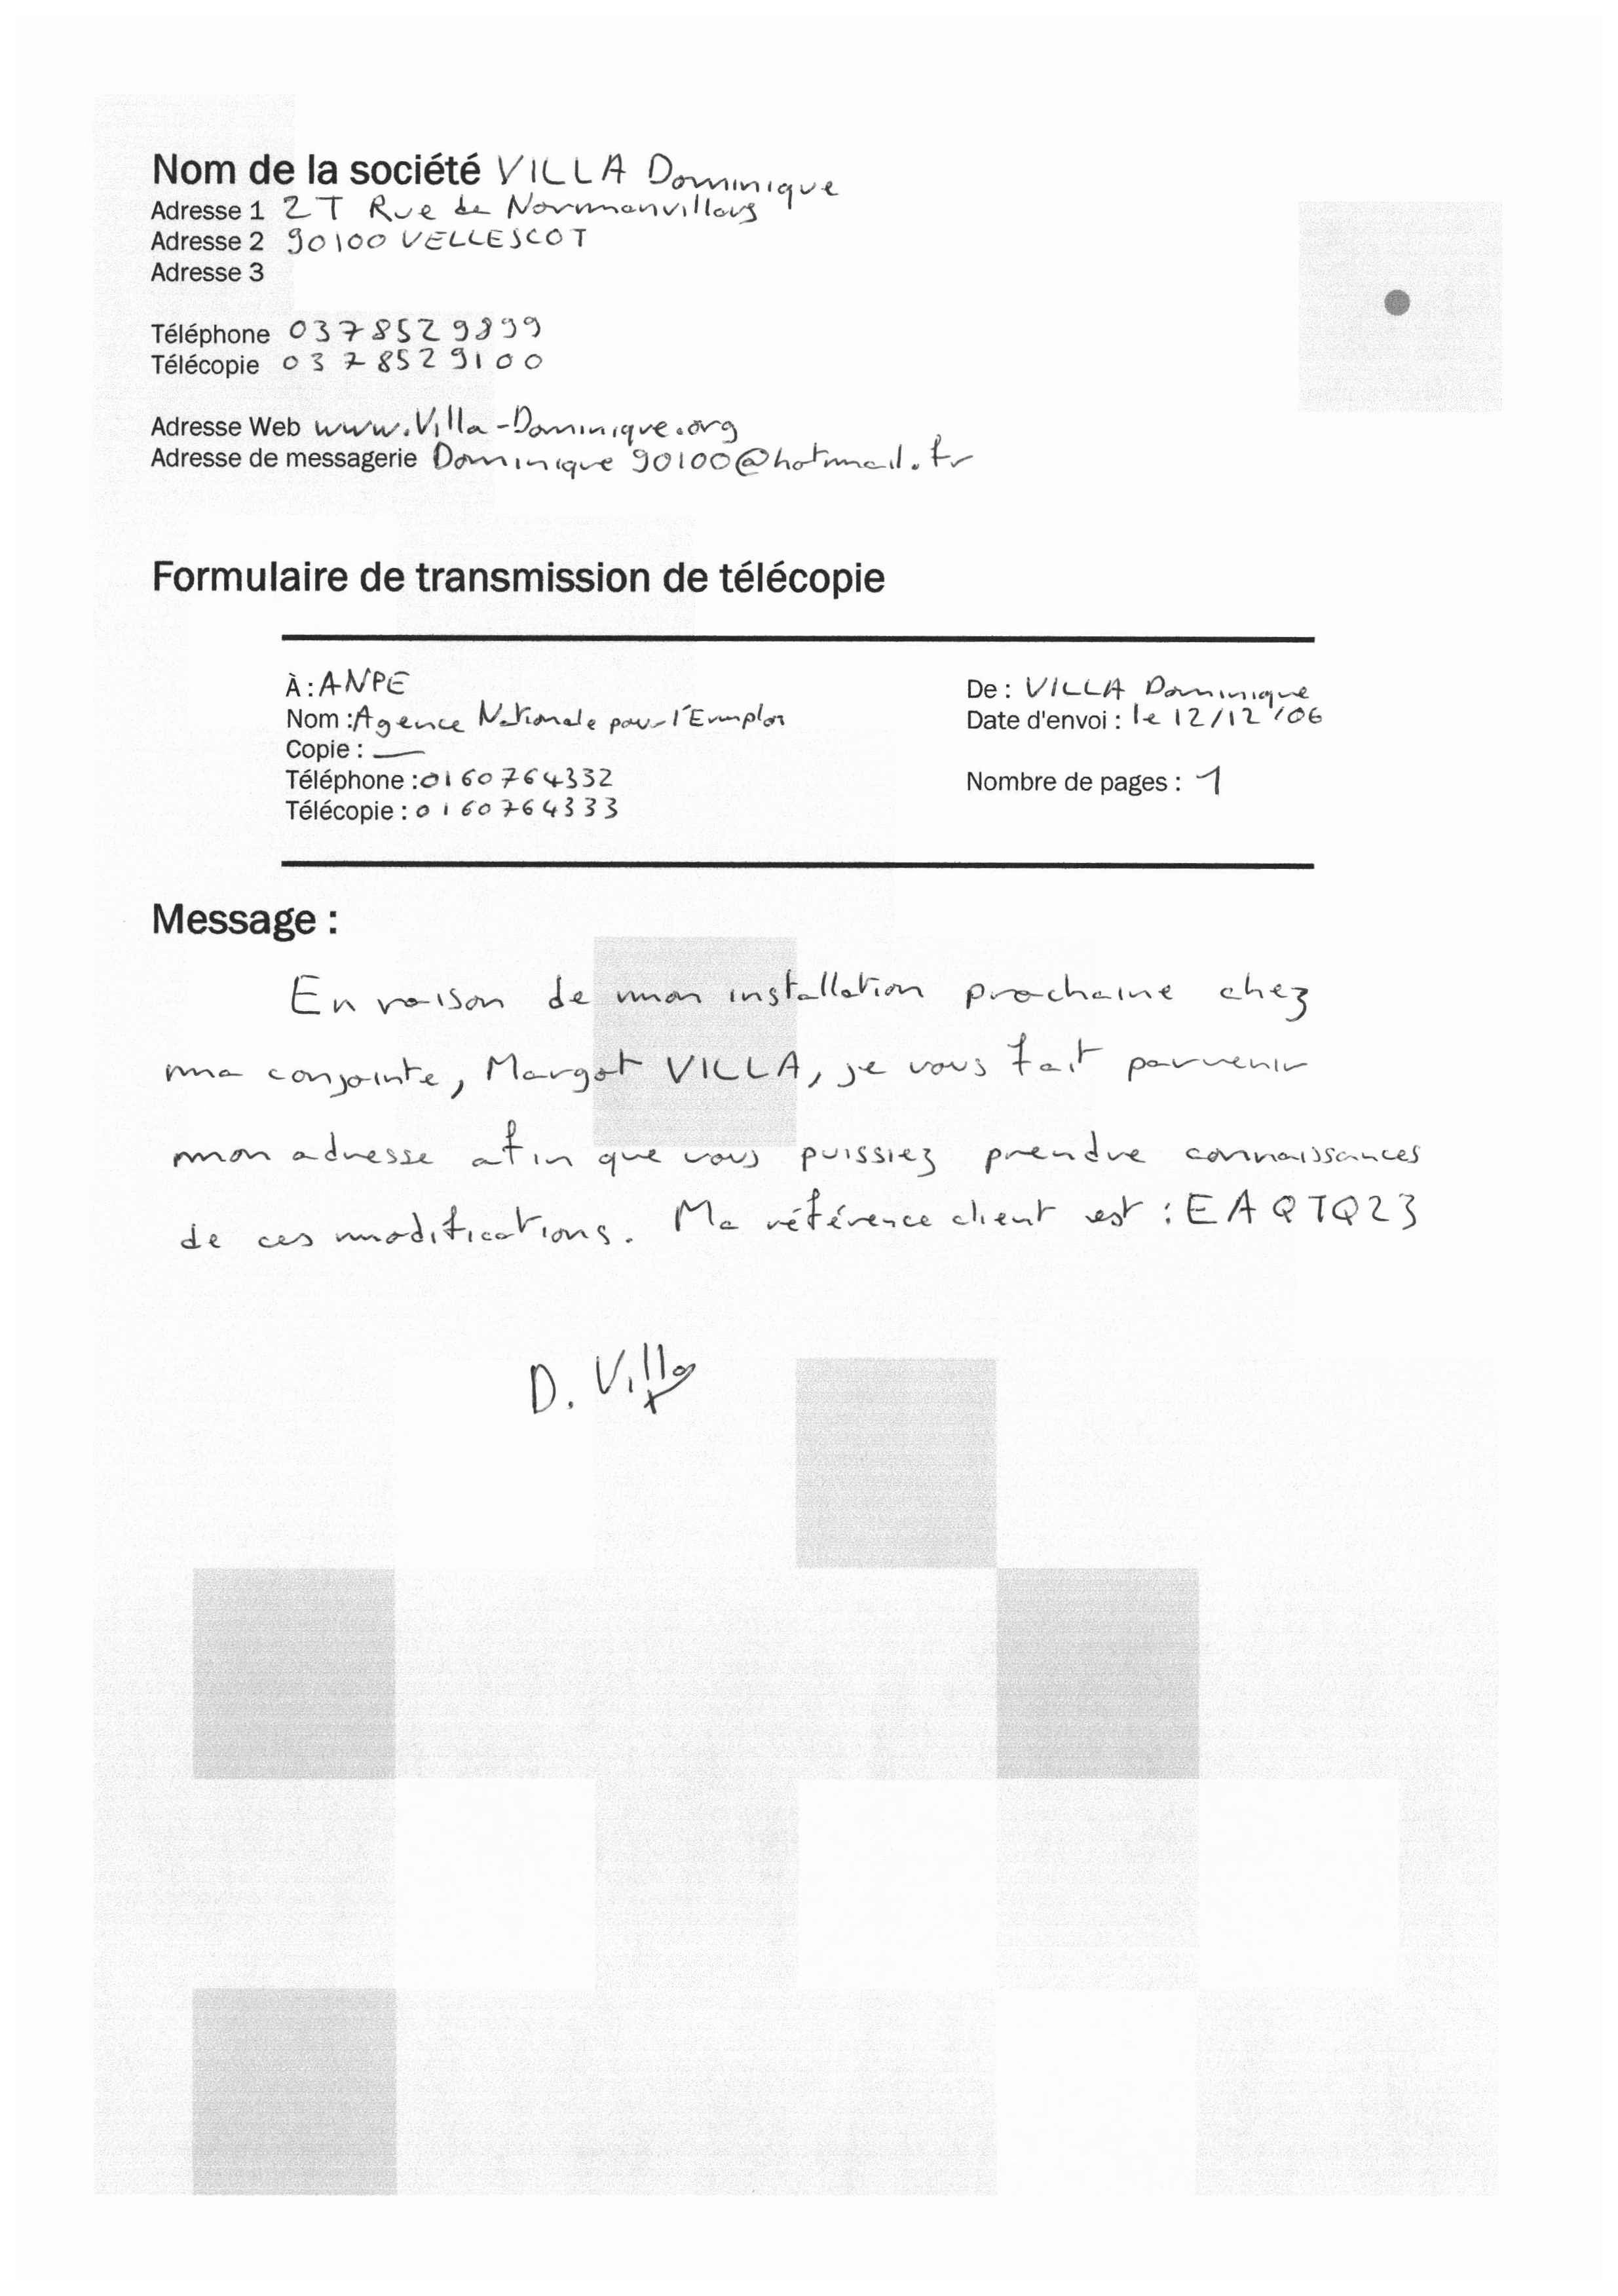 Nom de la société VILLA Dominique
Adresse 1 2T Rue de Normanvillars
Adresse 2 90100 VELLESCOT
Adresse 3
Téléphone 0378529899
Télécopie 0378529100
Adresse Web www.Villa-Dominique.org
Adresse de messagerie Dominique90100@hotmail.fr
Formulaire de transmission de télécopie
À : ANPE
De : VILLA Dominique
Nom : Agence Nationale pour l'Emploi
Date d'envoi : le 12/12/06
Copie : —
Téléphone : 0160764332
Nombre de pages : 1
Télécopie : 0160764333
Message :
En raison de mon installation prochaine chez
ma conjointe, Margot VILLA, je vous fait parvenir
mon adresse afin que vous puissiez prendre connaissances
de ces modifications. Ma référence client est : EAQTQ23
D. Villa